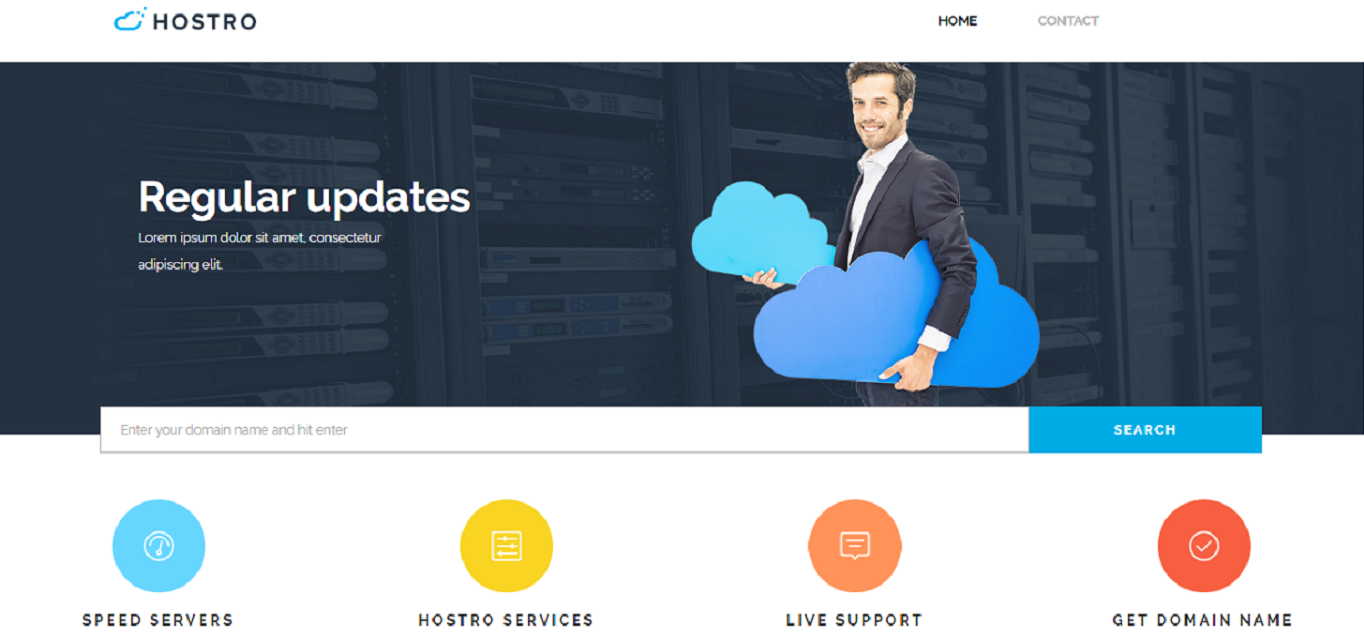 HOSTRO
HOME
CONTACT
Regular updates
Lorem ipsum dolor sit amet, consectetur
adipiscing elit.
Enter your domain name and hit enter
SEARCH
SPEED SERVERS
HOSTRO SERVICES
LIVE SUPPORT
GET DOMAIN NAME